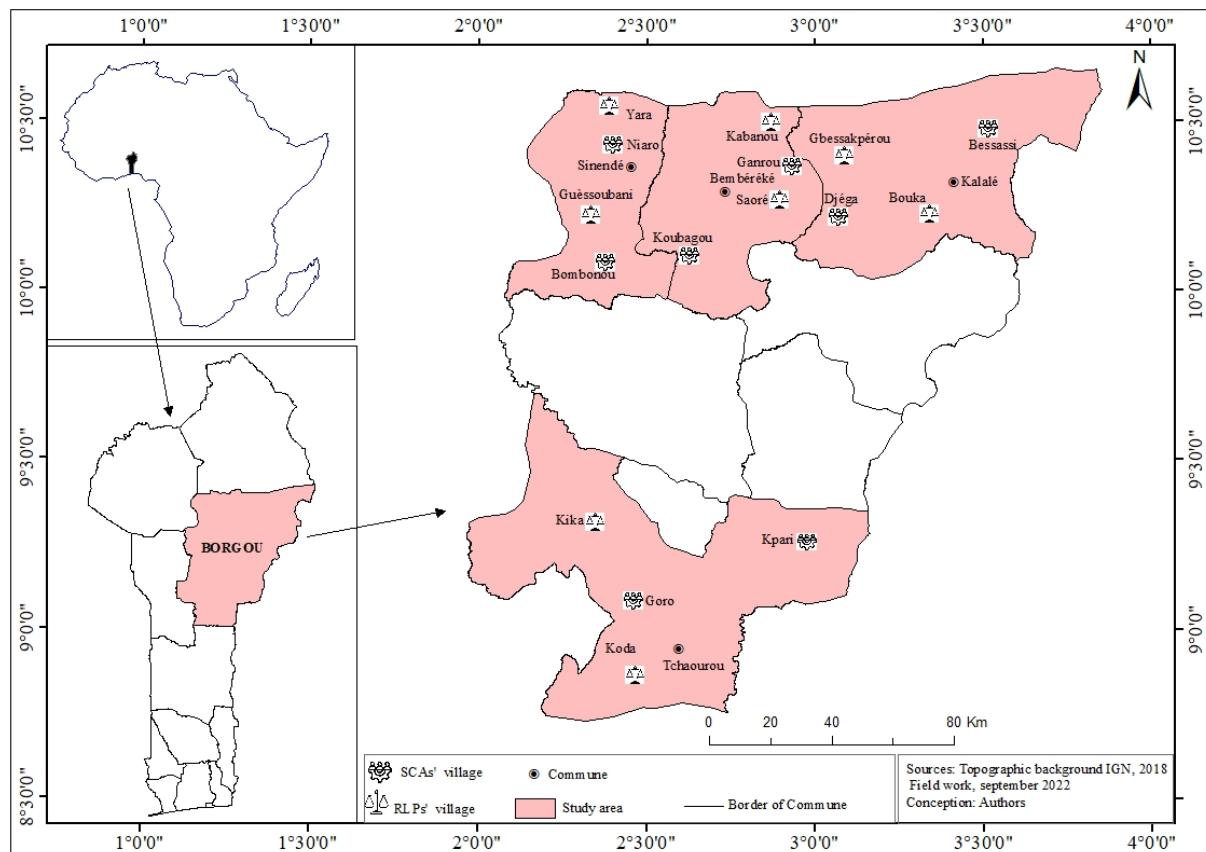 1°0'0" 1°30'0" 2°0'0" 2°30'0" 3°0'0" 3°30'0" 4°0'0"
N
10°30'0" 10°30'0"
Yara
Kabanou
Gbessakpérou
Bessassi
Niaro
Ganrou
Sinendé
Bembéréké
Kalalé
Guèssoubani
Saoré
Djéga
Bouka
Koubagou
Bombonou
10°0'0" 10°0'0"
9°30'0" 9°30'0"
BORGOU
Kika
Kpari
Goro
9°0'0" 9°0'0"
Koda
Tchaourou
0 20 40 80 Km
SCAs' village
Commune
RLPs' village
Study area
Border of Commune
Sources: Topographic background IGN, 2018
Field work, september 2022
Conception: Authors
8°30'0" 8°30'0"
1°0'0" 1°30'0" 2°0'0" 2°30'0" 3°0'0" 3°30'0" 4°0'0"